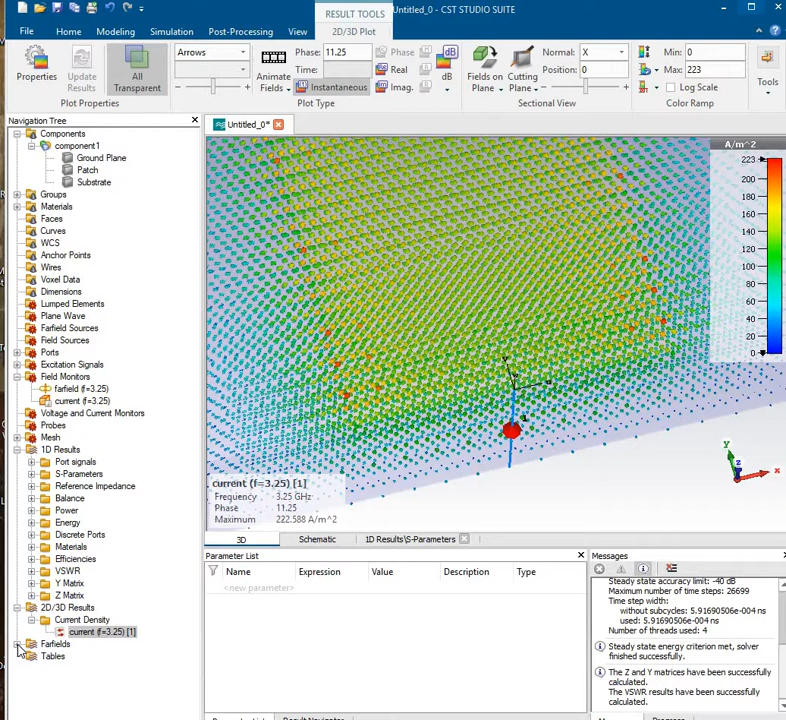 RESULT TOOLS
Untitled_0* - CST STUDIO SUITE
File Home Modeling Simulation Post-Processing View 2D/3D Plot
Properties
Update Results
All Transparent
Plot Properties
Arrows
Animate Fields
Phase: 11.25
Time:
Instantaneous
Phase
Real
Imag.
dB
dB
Plot Type
Fields on Plane
Cutting Plane
Normal: X
Position: 0
Sectional View
Min: 0
Max: 223
Log Scale
Color Ramp
Tools
Navigation Tree
Components
component1
Ground Plane
Patch
Substrate
Groups
Materials
Faces
Curves
WCS
Anchor Points
Wires
Voxel Data
Dimensions
Lumped Elements
Plane Wave
Farfield Sources
Field Sources
Ports
Excitation Signals
Field Monitors
farfield (f=3.25)
current (f=3.25)
Voltage and Current Monitors
Probes
Mesh
1D Results
Port signals
S-Parameters
Reference Impedance
Balance
Power
Energy
Discrete Ports
Materials
Efficiencies
VSWR
Y Matrix
Z Matrix
2D/3D Results
Current Density
current (f=3.25) [1]
Farfields
Tables
Untitled_0*
A/m^2
223
200
180
160
140
120
100
80
60
40
20
0
1
y
z
x
current (f=3.25) [1]
Frequency 3.25 GHz
Phase 11.25
Maximum 222.588 A/m^2
3D Schematic 1D Results\S-Parameters
Parameter List
Name Expression Value Description Type
<new parameter>
Messages
Steady state accuracy limit: -40 dB
Maximum number of time steps: 26699
Time step width:
without subcycles: 5.91690506e-004 ns
used: 5.91690506e-004 ns
Number of threads used: 4
Steady state energy criterion met, solver
finished successfully.
The Z and Y matrices have been successfully
calculated.
The VSWR results have been successfully
calculated.